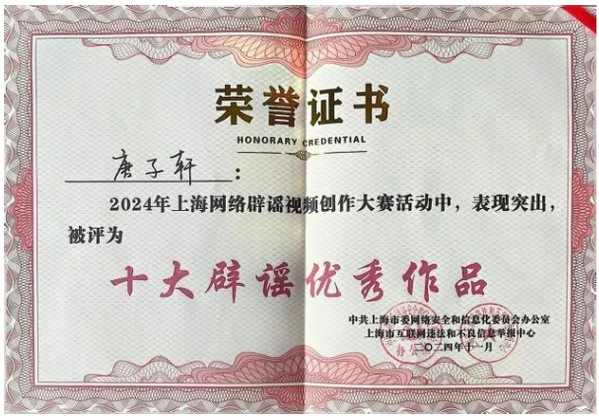 荣誉证书
HONORARY CREDENTIAL
唐子轩：
2024年上海网络辟谣视频创作大赛活动中，表现突出，
被评为
十大辟谣优秀作品
中共上海市委网络安全和信息化委员会办公室
上海市互联网违法和不良信息举报中心
二〇二四年十一月